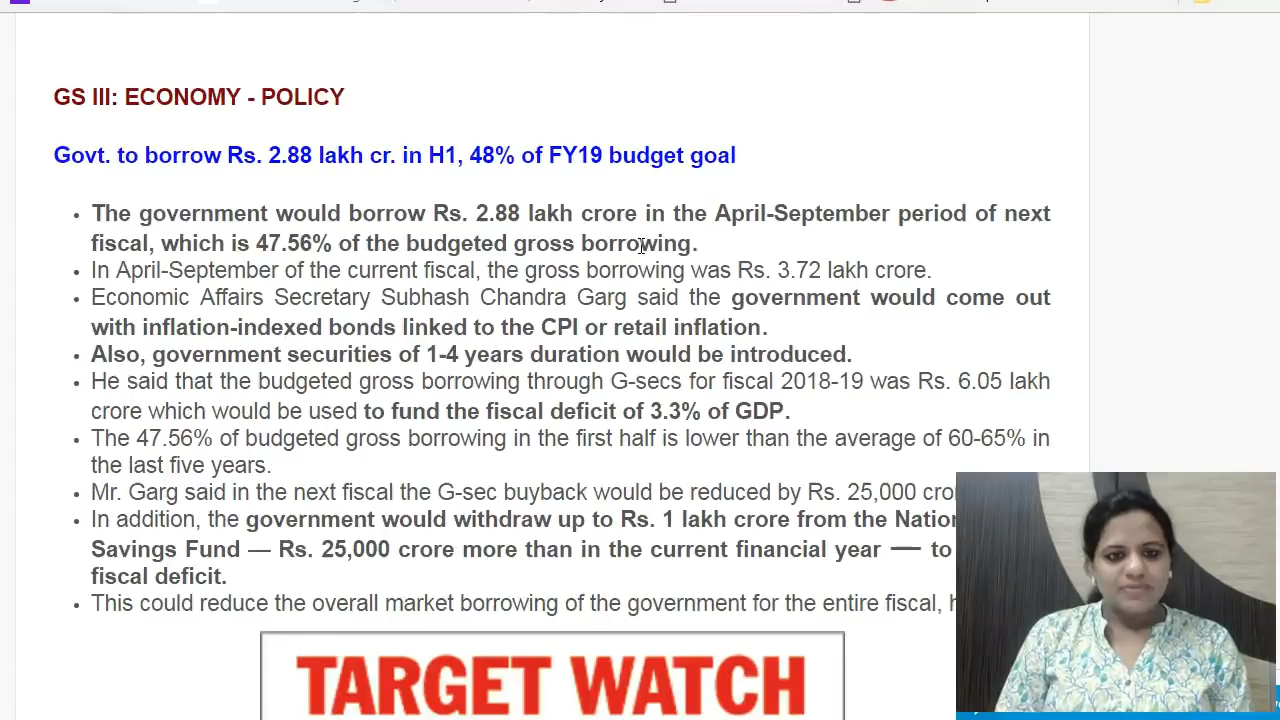 GS III: ECONOMY - POLICY
Govt. to borrow Rs. 2.88 lakh cr. in H1, 48% of FY19 budget goal
• The government would borrow Rs. 2.88 lakh crore in the April-September period of next
fiscal, which is 47.56% of the budgeted gross borrowing.
• In April-September of the current fiscal, the gross borrowing was Rs. 3.72 lakh crore.
• Economic Affairs Secretary Subhash Chandra Garg said the government would come out
with inflation-indexed bonds linked to the CPI or retail inflation.
• Also, government securities of 1-4 years duration would be introduced.
• He said that the budgeted gross borrowing through G-secs for fiscal 2018-19 was Rs. 6.05 lakh
crore which would be used to fund the fiscal deficit of 3.3% of GDP.
• The 47.56% of budgeted gross borrowing in the first half is lower than the average of 60-65% in
the last five years.
• Mr. Garg said in the next fiscal the G-sec buyback would be reduced by Rs. 25,000
• In addition, the government would withdraw up to Rs. 1 lakh crore from the
Savings Fund — Rs. 25,000 crore more than in the current financial year — to
fiscal deficit.
• This could reduce the overall market borrowing of the government for the entire fiscal,
TARGET WATCH